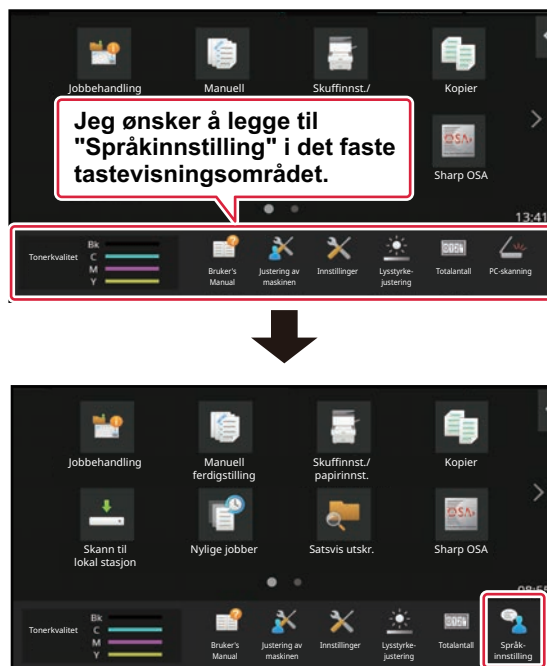 Jobbehandling
Manuell
Skuffinnst./
Kopier
Jeg ønsker å legge til
"Språkinnstilling" i det faste
tastevisningsområdet.
OSA
Sharp OSA
13:41
Tonerkvalitet
Bk
C
M
Y
Bruker's
Manual
Justering av
maskinen
Innstillinger
Lysstyrke-
justering
Totalantall
PC-skanning
Jobbehandling
Manuell
ferdigstilling
Skuffinnst./
papirinnst.
Kopier
Skann til
lokal stasjon
Nylige jobber
Satsvis utskr.
OSA
Sharp OSA
Tonerkvalitet
Bk
C
M
Y
Bruker's
Manual
Justering av
maskinen
Innstillinger
Lysstyrke-
justering
Totalantall
Språk-
innstilling